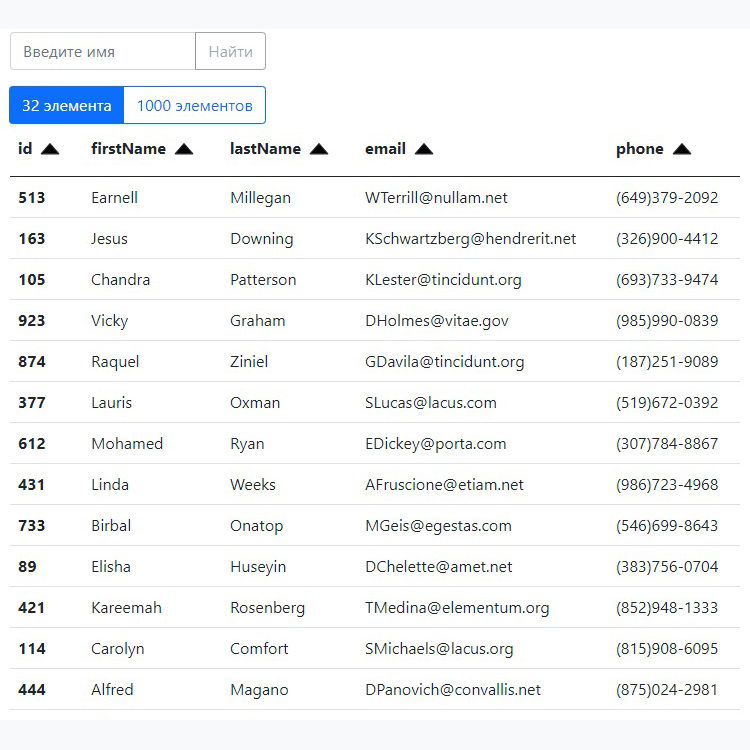 Введите имя Найти
32 элемента 1000 элементов
id firstName lastName email phone
513 Earnell Millegan WTerrill@nullam.net (649)379-2092
163 Jesus Downing KSchwartzberg@hendrerit.net (326)900-4412
105 Chandra Patterson KLester@tincidunt.org (693)733-9474
923 Vicky Graham DHolmes@vitae.gov (985)990-0839
874 Raquel Ziniel GDavila@tincidunt.org (187)251-9089
377 Lauris Oxman SLucas@lacus.com (519)672-0392
612 Mohamed Ryan EDickey@porta.com (307)784-8867
431 Linda Weeks AFruscione@etiam.net (986)723-4968
733 Birbal Onatop MGeis@egestas.com (546)699-8643
89 Elisha Huseyin DChelette@amet.net (383)756-0704
421 Kareemah Rosenberg TMedina@elementum.org (852)948-1333
114 Carolyn Comfort SMichaels@lacus.org (815)908-6095
444 Alfred Magano DPanovich@convallis.net (875)024-2981